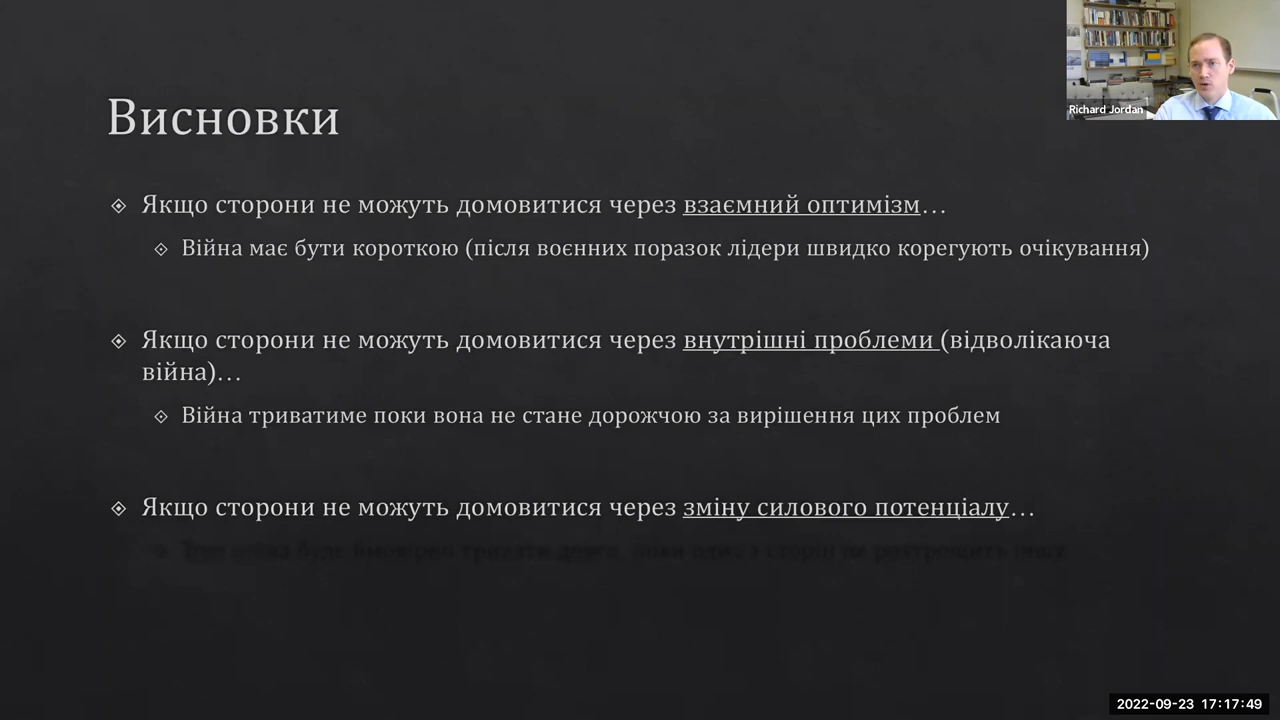 Richard Jordan
Висновки
Якщо сторони не можуть домовитися через взаємний оптимізм…
Війна має бути короткою (після воєнних поразок лідери швидко корегують очікування)
Якщо сторони не можуть домовитися через внутрішні проблеми (відволікаюча
війна)…
Війна триватиме поки вона не стане дорожчою за вирішення цих проблем
Якщо сторони не можуть домовитися через зміну силового потенціалу…
2022-09-23 17:17:49